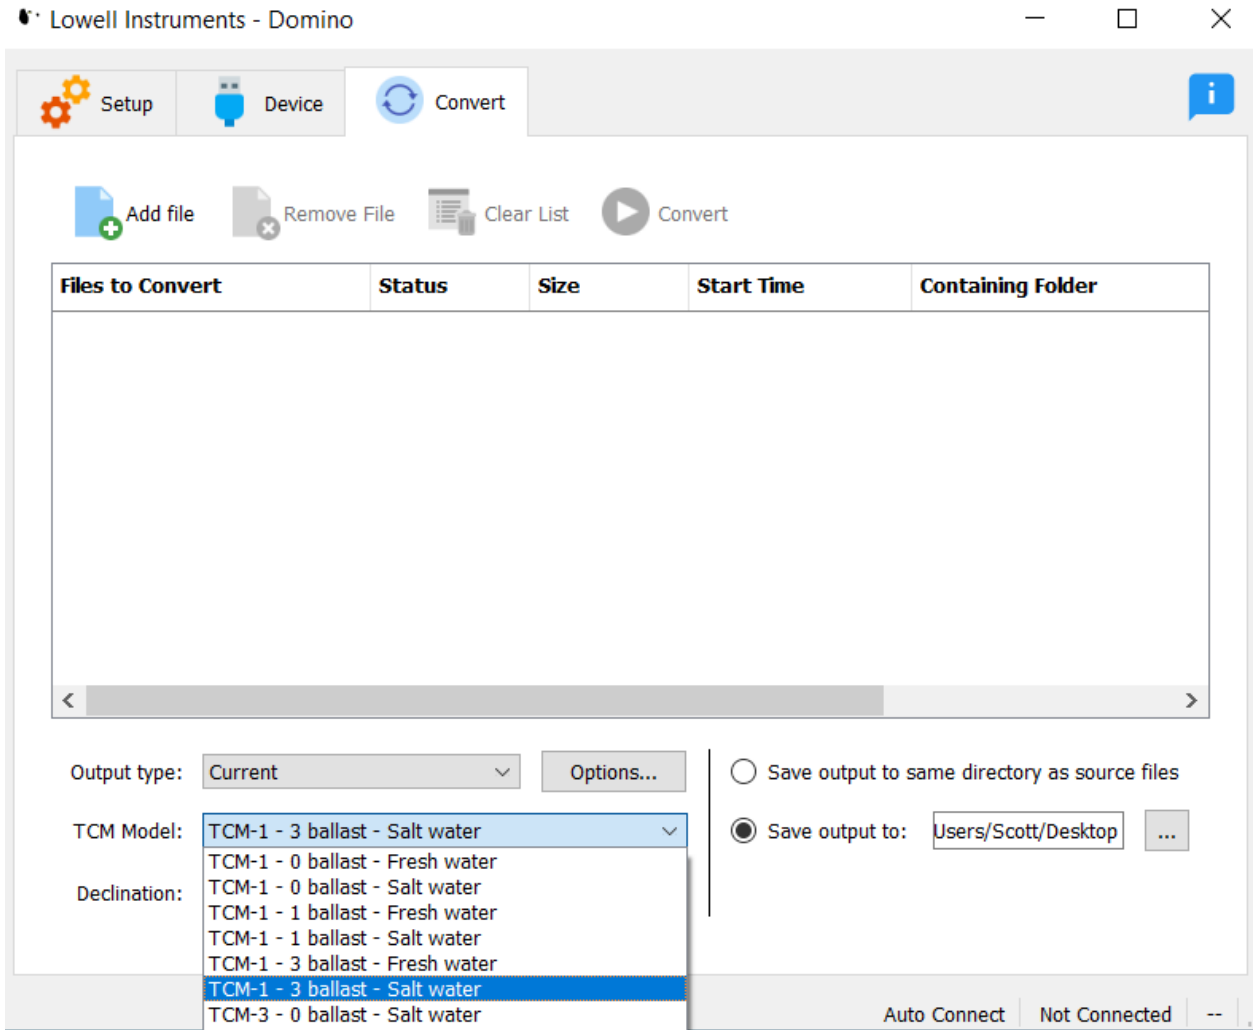 Lowell Instruments - Domino
Setup
Device
Convert
i
Add file
Remove File
Clear List
Convert
Files to Convert
Status
Size
Start Time
Containing Folder
Output type:
Current
Options...
Save output to same directory as source files
TCM Model:
TCM-1 - 3 ballast - Salt water
Save output to:
Users/Scott/Desktop
...
TCM-1 - 0 ballast - Fresh water
TCM-1 - 0 ballast - Salt water
Declination:
TCM-1 - 1 ballast - Fresh water
TCM-1 - 1 ballast - Salt water
TCM-1 - 3 ballast - Fresh water
TCM-1 - 3 ballast - Salt water
TCM-3 - 0 ballast - Salt water
Auto Connect
Not Connected
--